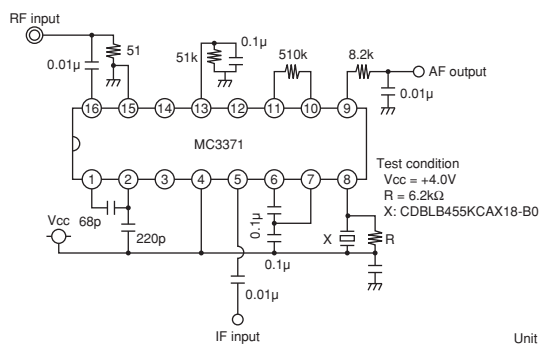 RF input
0.01μ
51
51k
0.1μ
510k
8.2k
AF output
0.01μ
16 15 14 13 12 11 10 9
MC3371
1 2 3 4 5 6 7 8
Test condition
Vcc = +4.0V
R = 6.2kΩ
X: CDBLB455KCAX18-B0
Vcc
68p
220p
0.1μ
0.1μ
X
R
0.01μ
IF input
Unit